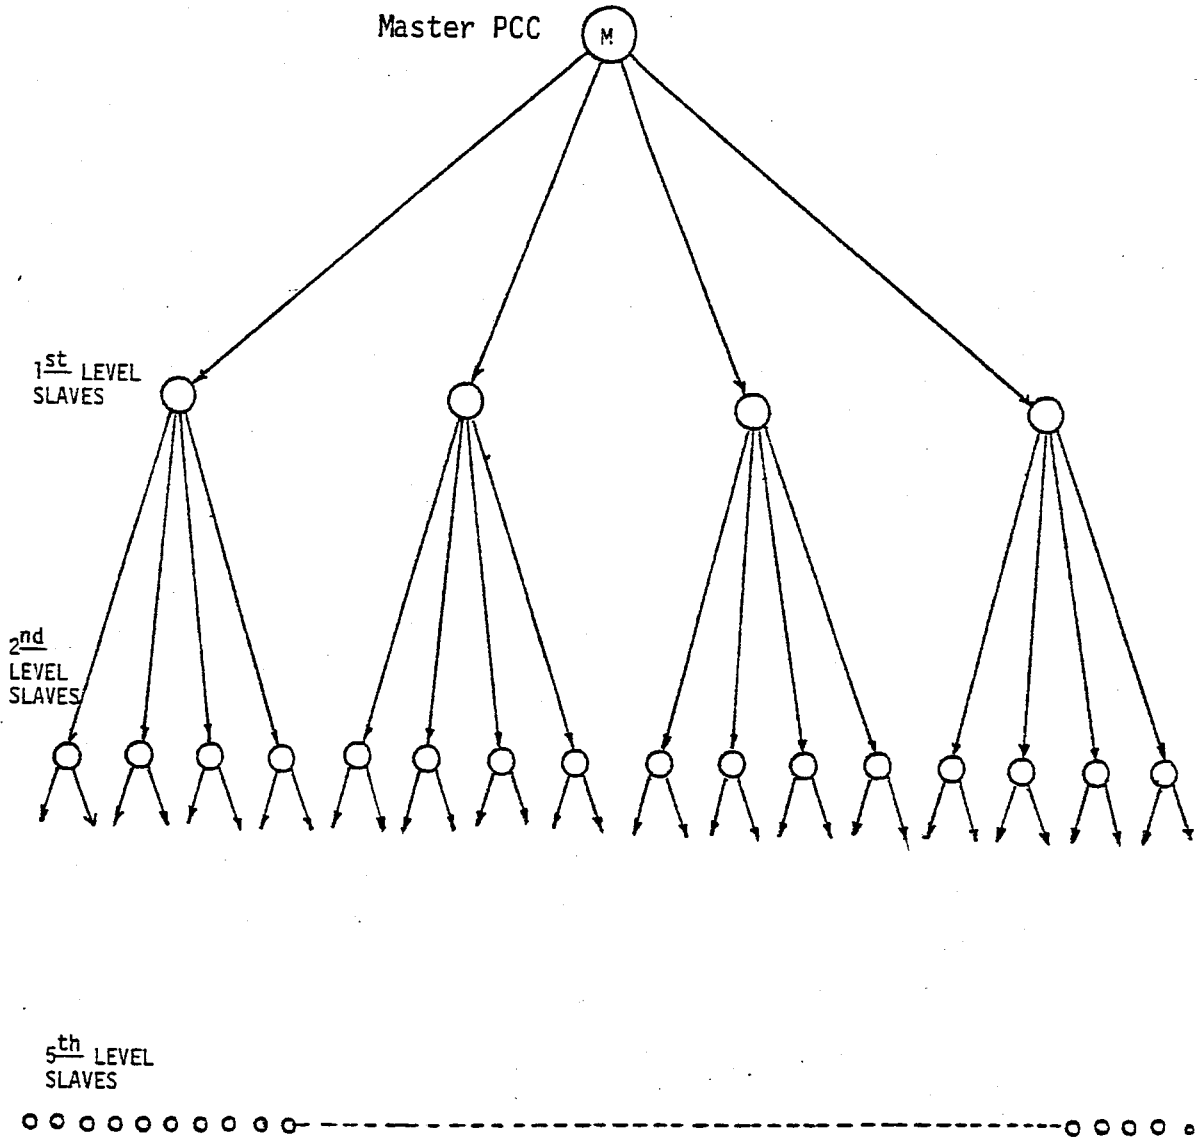 Master PCC
M
1st LEVEL
SLAVES
2nd
LEVEL
SLAVES
5th LEVEL
SLAVES